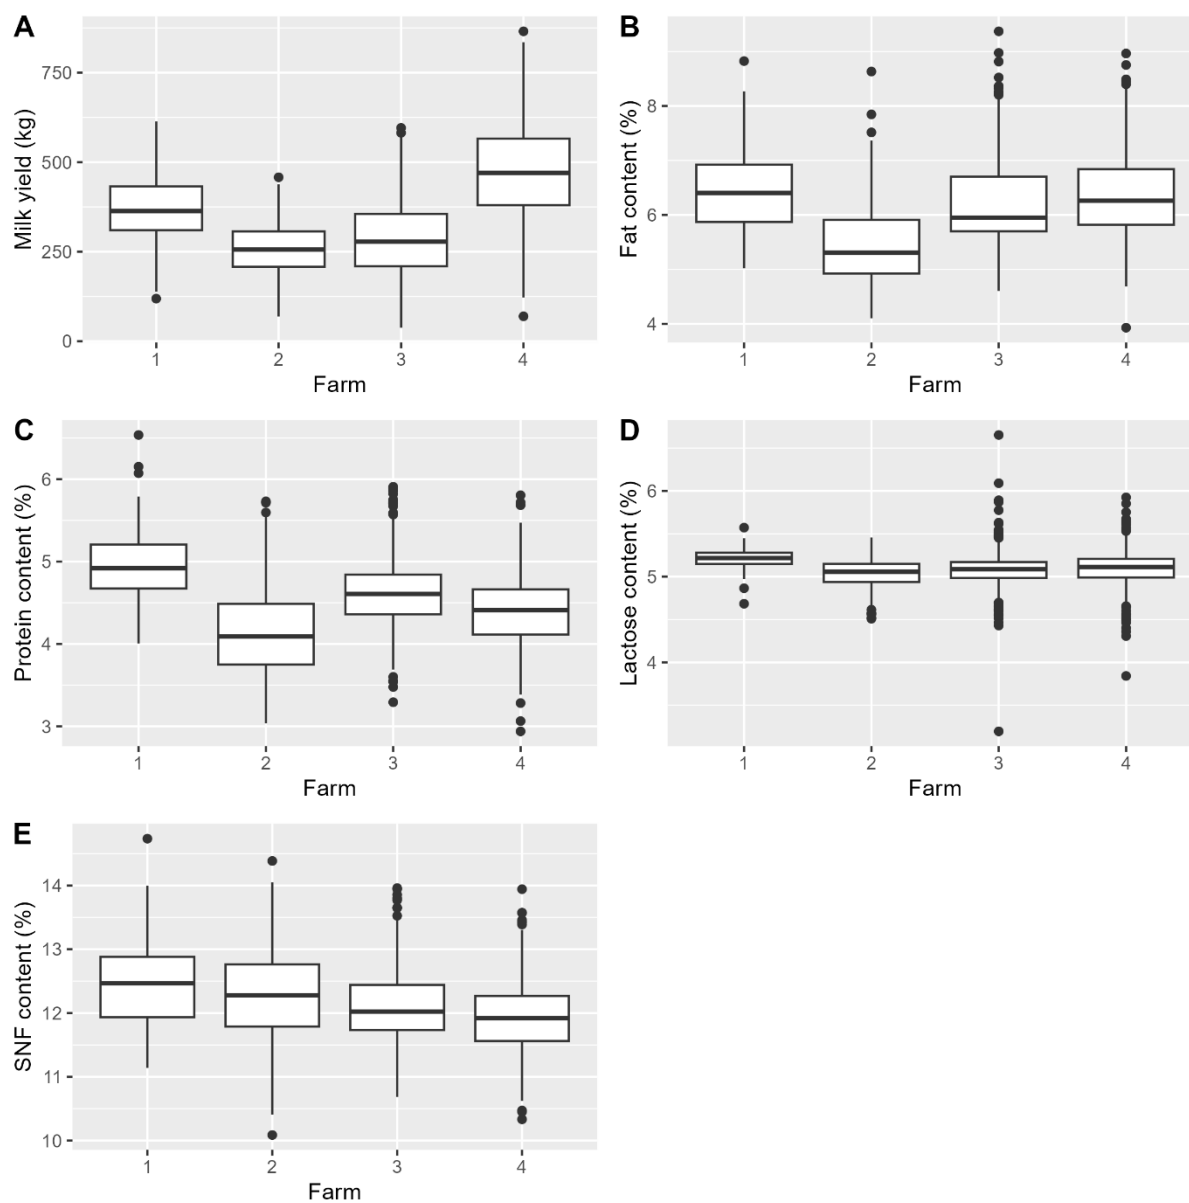 A
Milk yield (kg)
750
500
250
0
1 2 3 4
Farm
B
Fat content (%)
8
6
4
1 2 3 4
Farm
C
Protein content (%)
6
5
4
3
1 2 3 4
Farm
D
Lactose content (%)
6
5
4
1 2 3 4
Farm
E
SNF content (%)
14
13
12
11
10
1 2 3 4
Farm